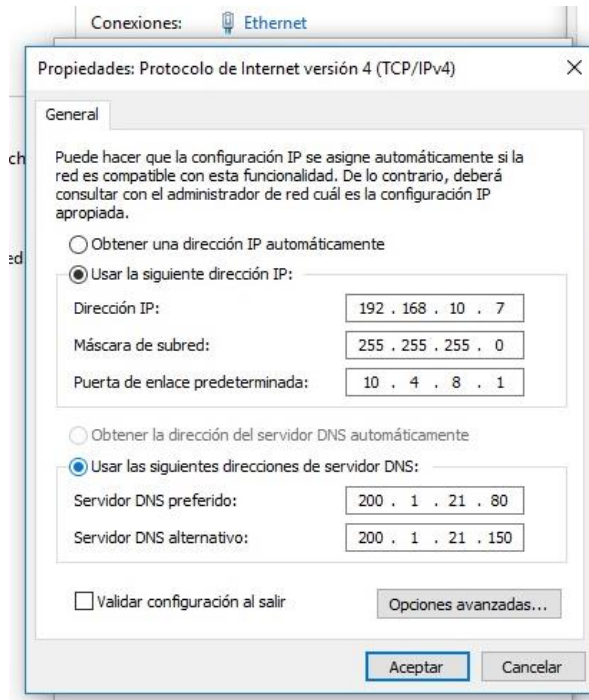 Conexiones: Ethernet
Propiedades: Protocolo de Internet versión 4 (TCP/IPv4)
General
ch
Puede hacer que la configuración IP se asigne automáticamente si la
red es compatible con esta funcionalidad. De lo contrario, deberá
consultar con el administrador de red cuál es la configuración IP
apropiada.
Obtener una dirección IP automáticamente
ed
Usar la siguiente dirección IP:
Dirección IP: 192 . 168 . 10 . 7
Máscara de subred: 255 . 255 . 255 . 0
Puerta de enlace predeterminada: 10 . 4 . 8 . 1
Obtener la dirección del servidor DNS automáticamente
Usar las siguientes direcciones de servidor DNS:
Servidor DNS preferido: 200 . 1 . 21 . 80
Servidor DNS alternativo: 200 . 1 . 21 . 150
Validar configuración al salir
Opciones avanzadas...
Aceptar Cancelar